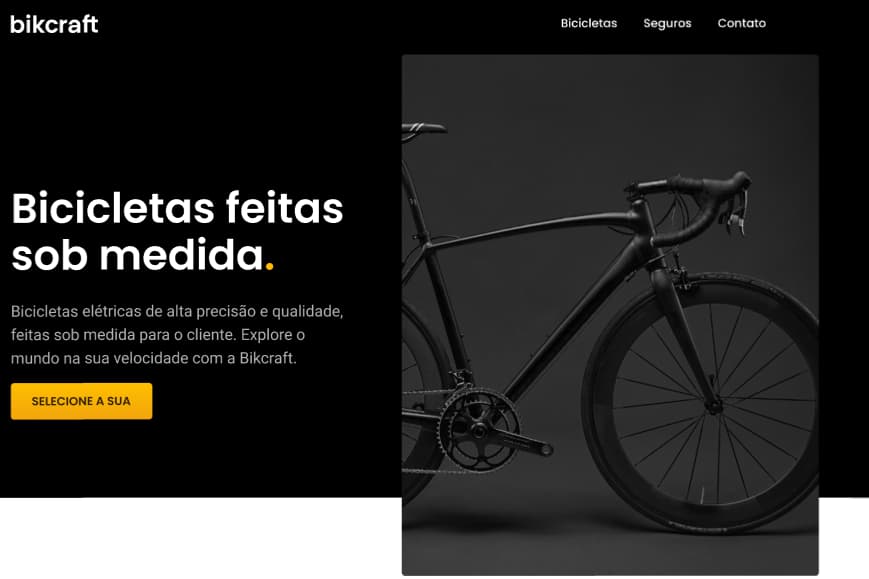 bikcraft
Bicicletas Seguros Contato
Bicicletas feitas
sob medida.
Bicicletas elétricas de alta precisão e qualidade,
feitas sob medida para o cliente. Explore o
mundo na sua velocidade com a Bikcraft.
SELECIONE A SUA